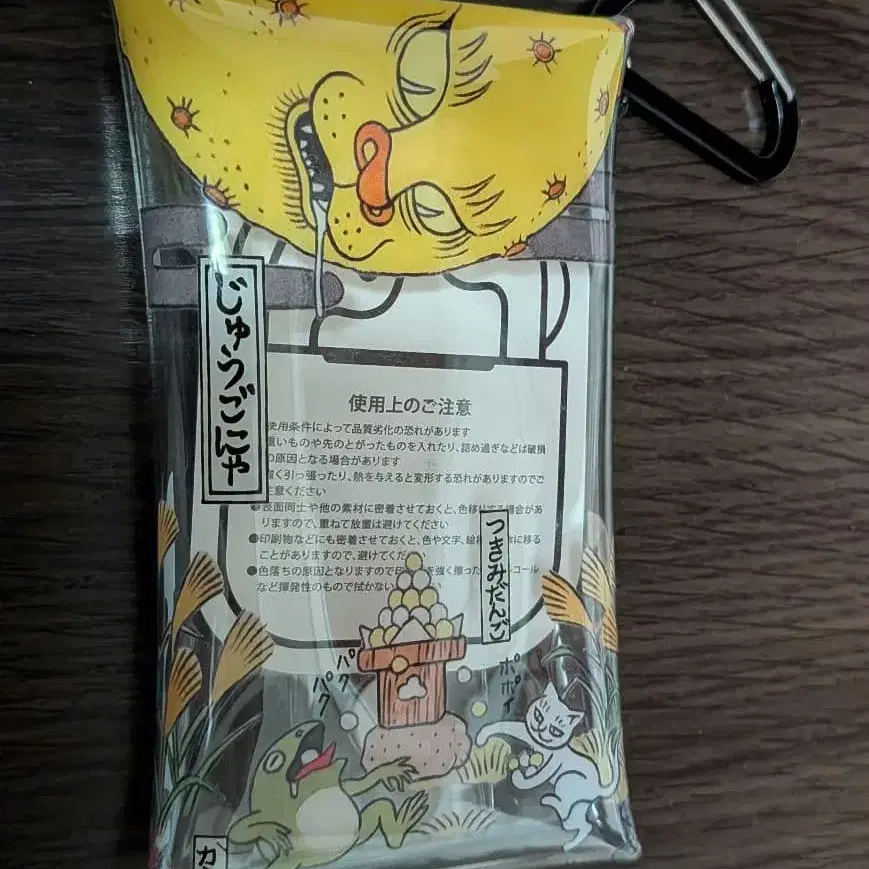 じゅうごにゃ
使用上のご注意
使用条件によって品質劣化の恐れがあります
重いものや先のとがったものを入れたり、詰め過ぎなどは破損
の原因となる場合があります
強く引っ張ったり、熱を与えると変形する恐れがありますのでご
注意ください
●表面同士や他の素材に密着させておくと、色移りする場合があ
りますので、重ねて放置は避けてください
●印刷物などにも密着させておくと、色や文字、絵柄 に移る
ことがありますので、避けてください
●色落ちの原因となりますので を強く擦った コール
など揮発性のもので拭かない
つきみだんご
パク
パク
ポポイ
カ